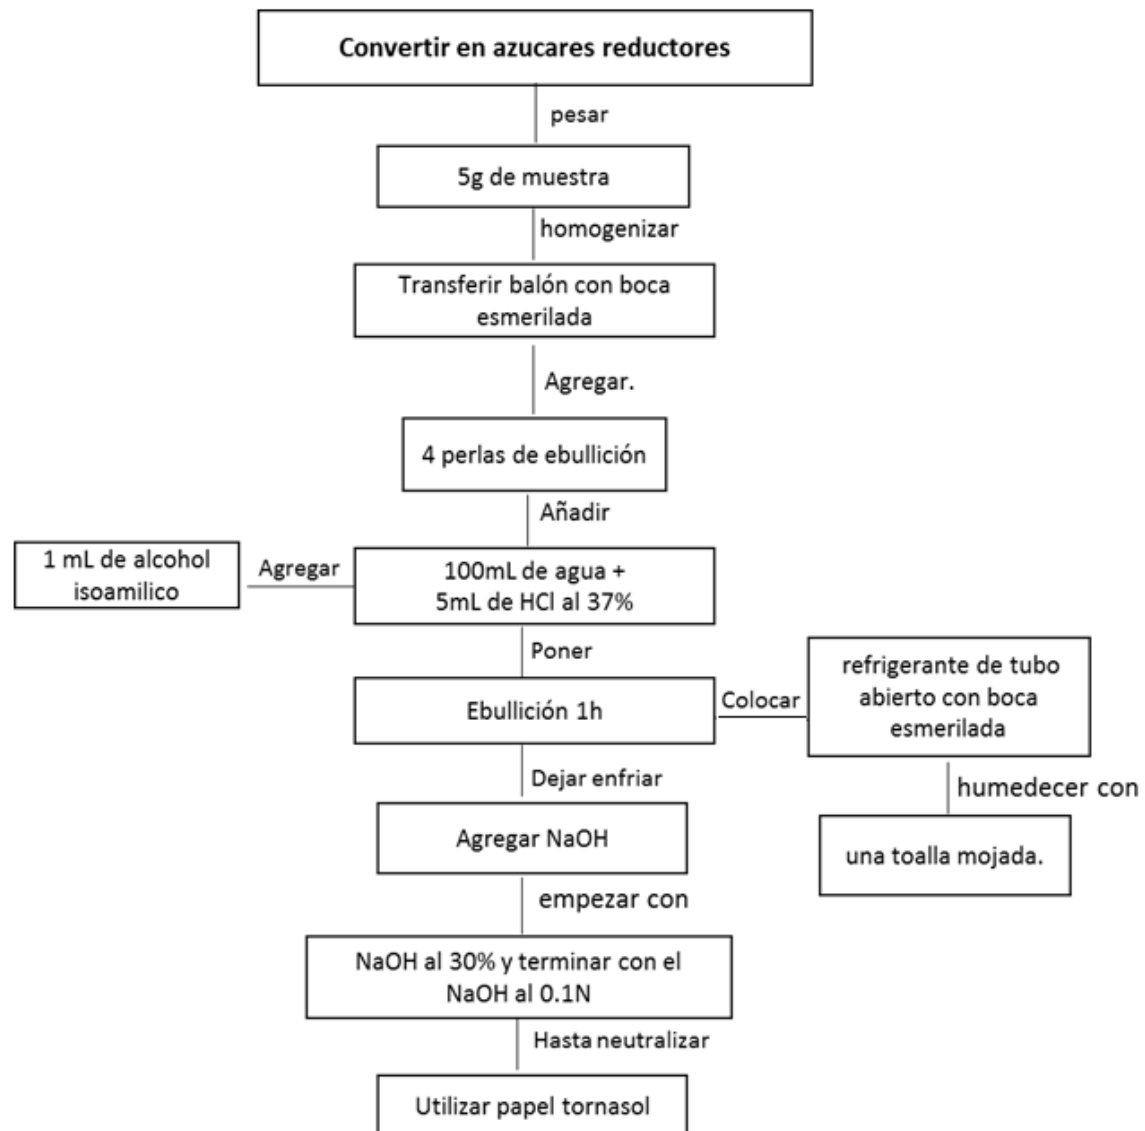 Convertir en azucares reductores
pesar
5g de muestra
homogenizar
Transferir balón con boca
esmerilada
Agregar.
4 perlas de ebullición
Añadir
1 mL de alcohol
isoamilico
Agregar
100mL de agua +
5mL de HCl al 37%
Poner
Ebullición 1h
Colocar
refrigerante de tubo
abierto con boca
esmerilada
humedecer con
una toalla mojada.
Dejar enfriar
Agregar NaOH
empezar con
NaOH al 30% y terminar con el
NaOH al 0.1N
Hasta neutralizar
Utilizar papel tornasol